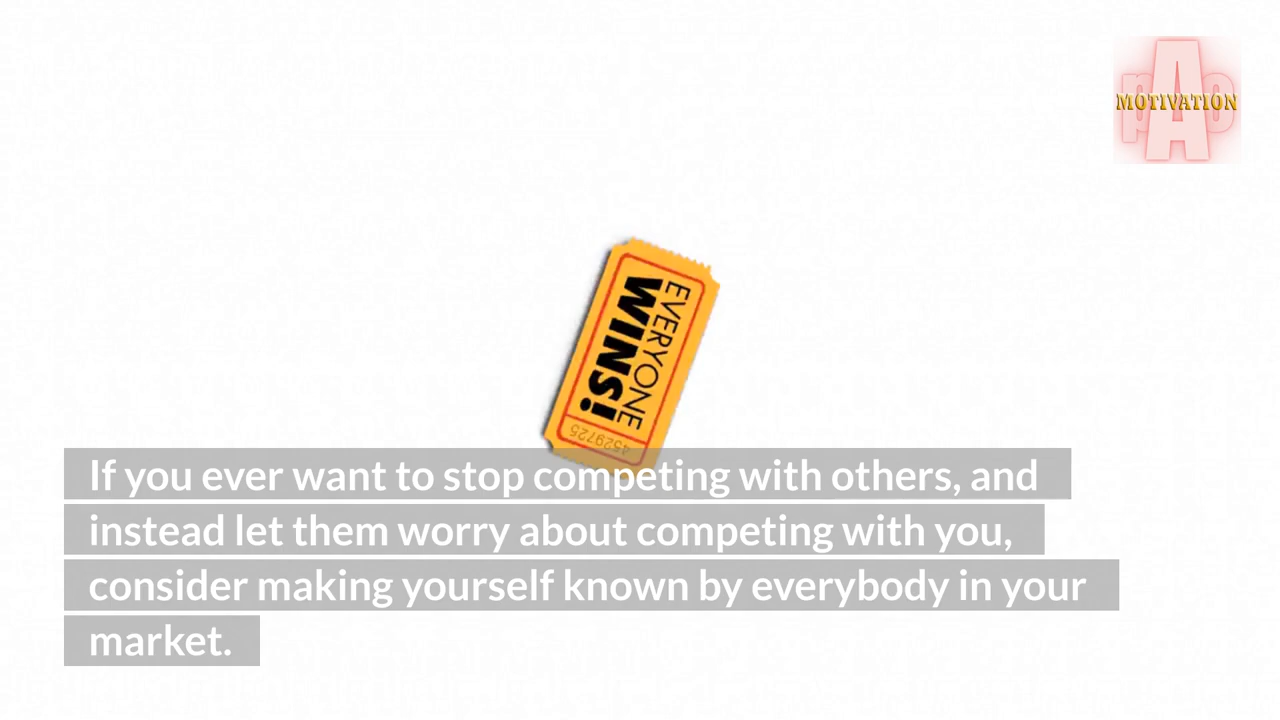 MOTIVATION
EVERYONE
WINS!
4529725
If you ever want to stop competing with others, and
instead let them worry about competing with you,
consider making yourself known by everybody in your
market.